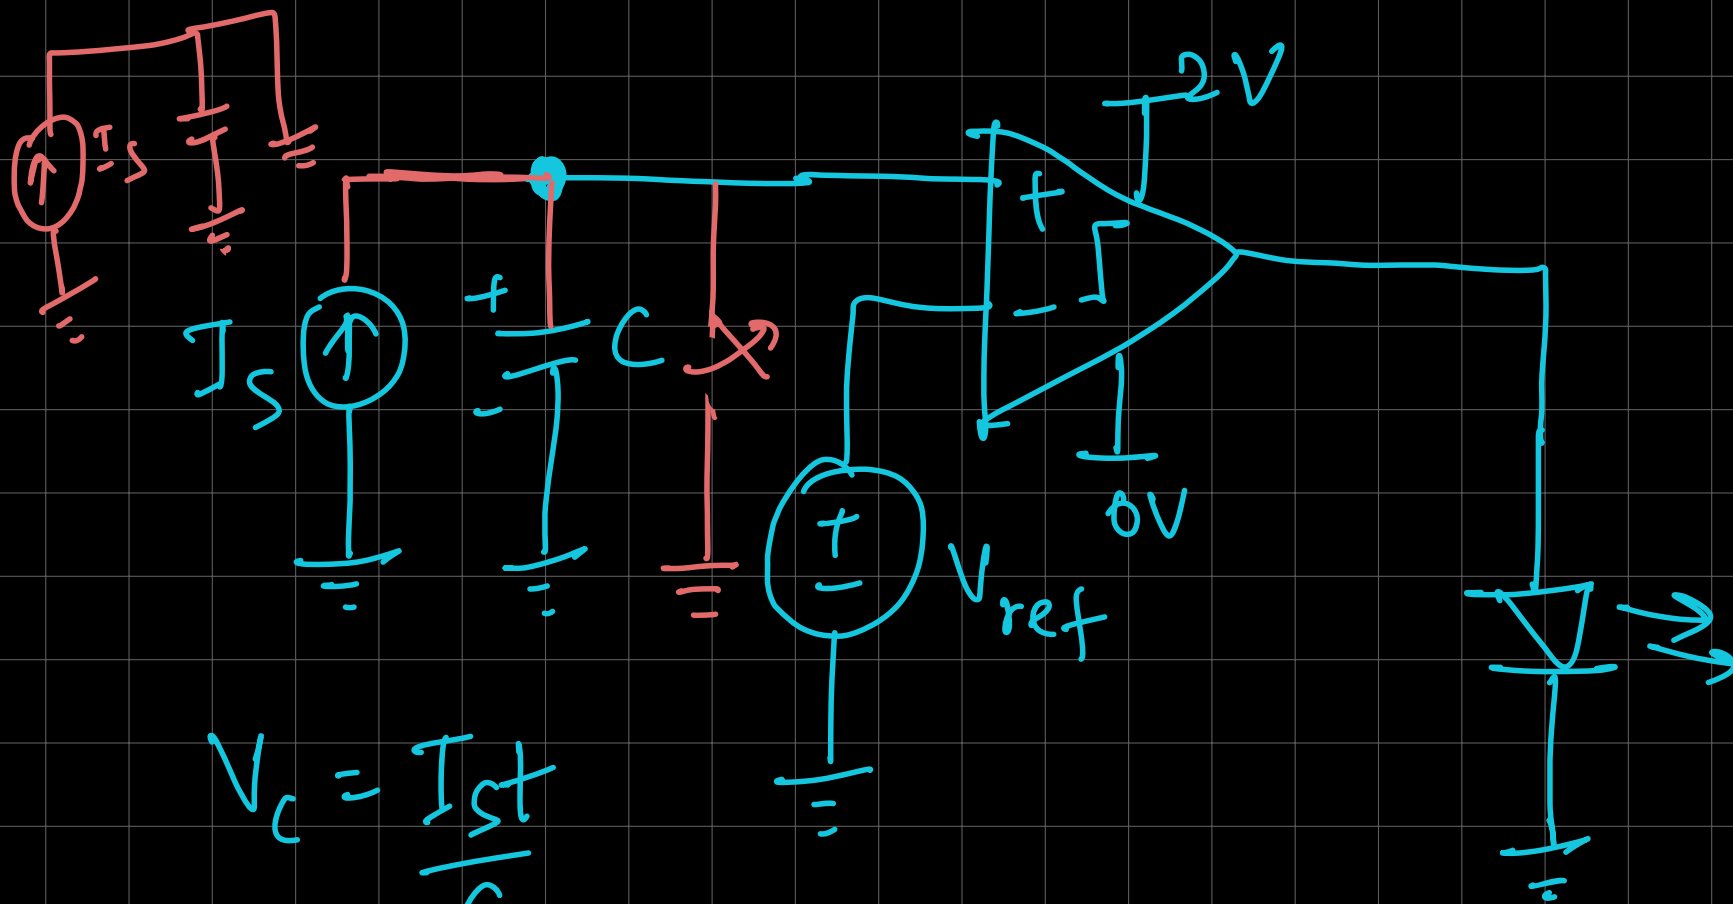 2V
Is
+
+
-
Is
+
C
-
+
-
Vref
0V
Vc = Ist
C